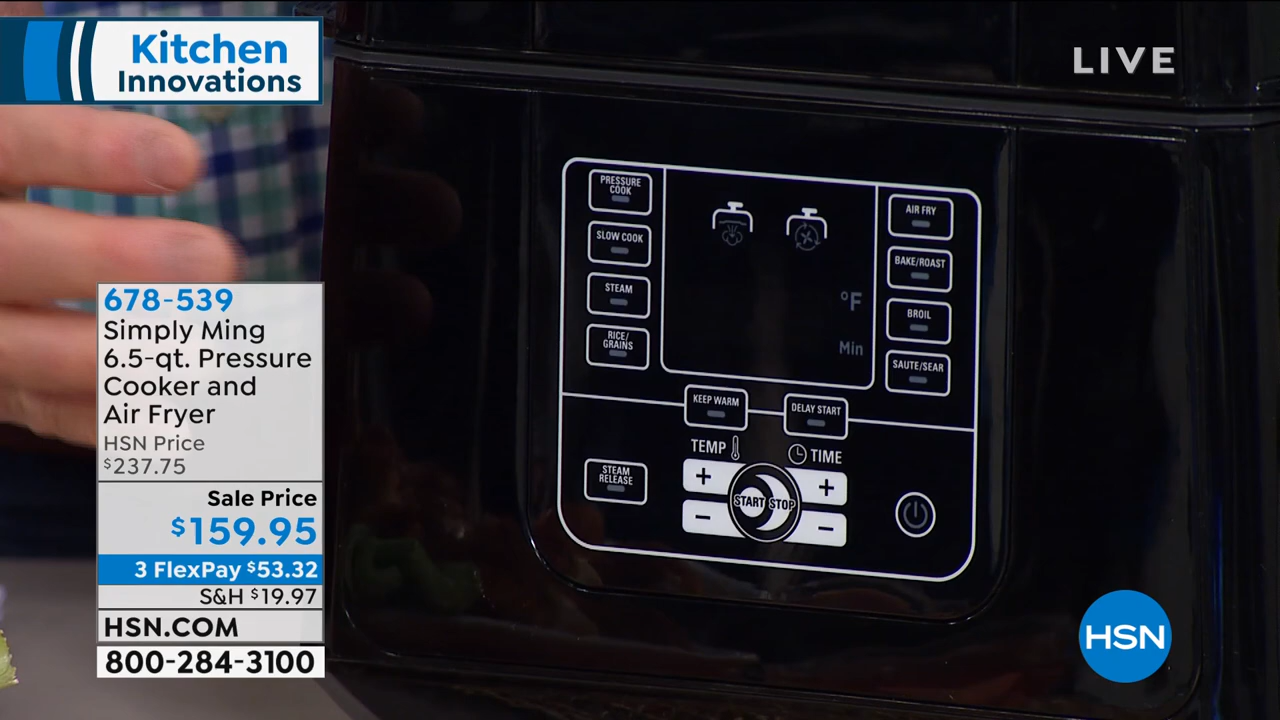 Kitchen
Innovations
LIVE
678-539
Simply Ming
6.5-qt. Pressure
Cooker and
Air Fryer
HSN Price
$237.75
Sale Price
$159.95
3 FlexPay $53.32
S&H $19.97
HSN.COM
800-284-3100
PRESSURE
COOK
SLOW COOK
STEAM
RICE/
GRAINS
°F
Min
AIR FRY
BAKE/ROAST
BROIL
SAUTE/SEAR
KEEP WARM
DELAY START
TEMP
TIME
STEAM
RELEASE
+
+
START STOP
−
−
HSN